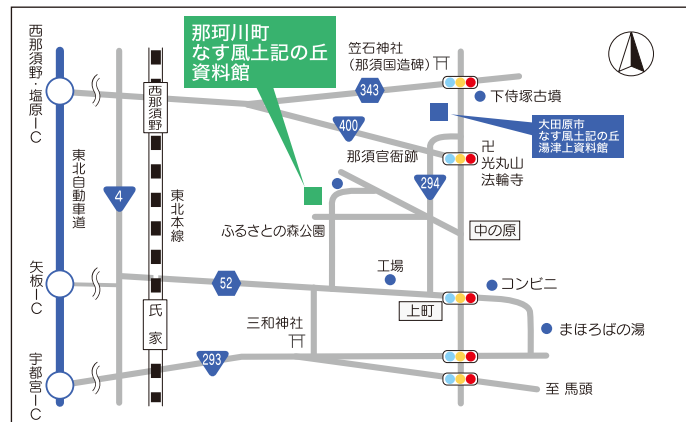 西那須野・塩原IC
東北自動車道
矢板IC
宇都宮IC
4
西那須野
東北本線
氏家
那珂川町
なす風土記の丘
資料館
笠石神社
(那須国造碑)
343
400
下侍塚古墳
大田原市
なす風土記の丘
湯津上資料館
卍
光丸山
法輪寺
那須官衙跡
294
ふるさとの森公園
中の原
52
工場
コンビニ
上町
三和神社
まほろばの湯
293
至 馬頭